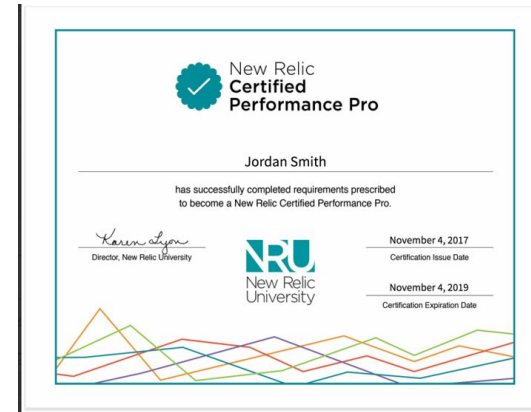 New Relic
Certified
Performance Pro
Jordan Smith
has successfully completed requirements prescribed
to become a New Relic Certified Performance Pro.
Karen Lyon
Director, New Relic University
NRU
New Relic
University
November 4, 2017
Certification Issue Date
November 4, 2019
Certification Expiration Date